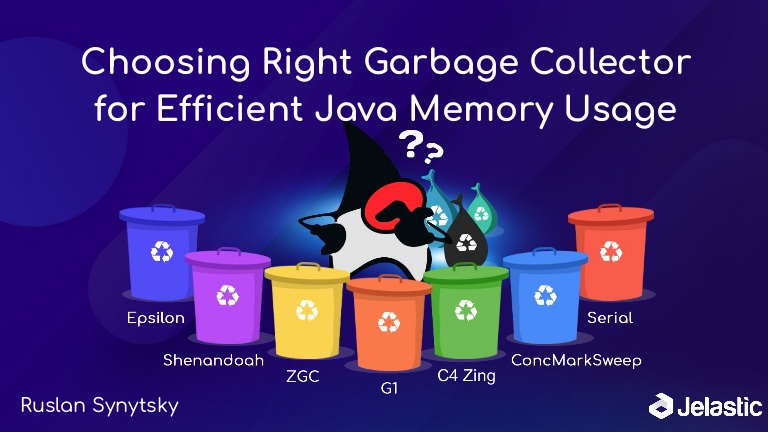 Choosing Right Garbage Collector
for Efficient Java Memory Usage
??
Epsilon
Shenandoah
ZGC
G1
C4 Zing
ConcMarkSweep
Serial
Ruslan Synytsky
Jelastic